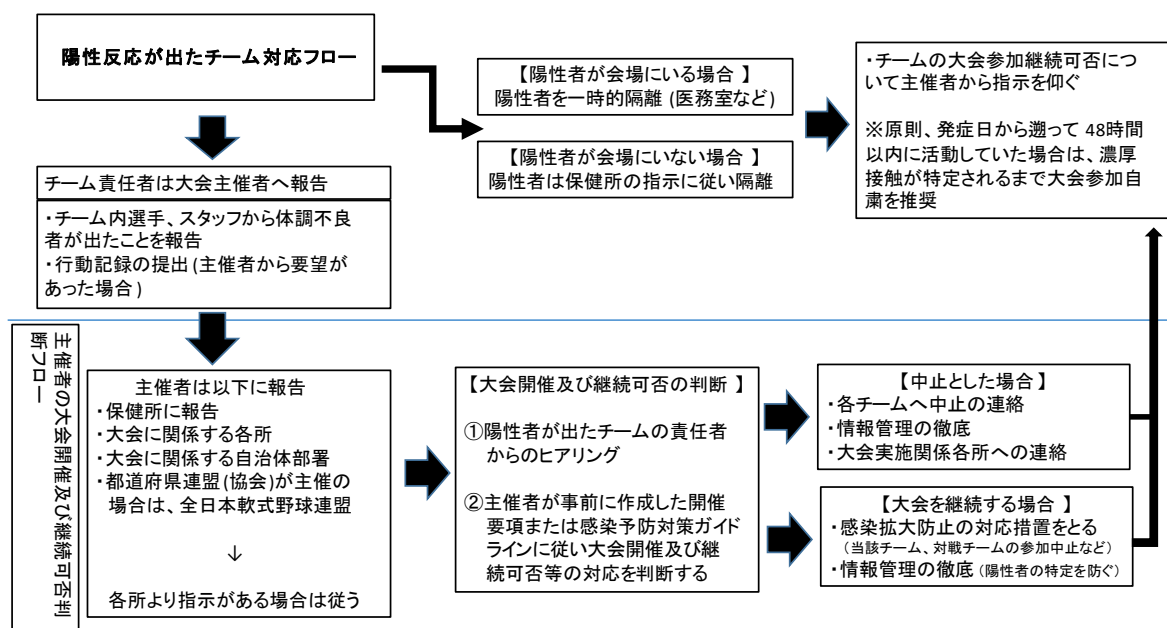 陽性反応が出たチーム対応フロー
【陽性者が会場にいる場合 】
陽性者を一時的隔離 (医務室など)
【陽性者が会場にいない場合 】
陽性者は保健所の指示に従い隔離
・チームの大会参加継続可否につ
いて主催者から指示を仰ぐ
※原則、発症日から遡って 48時間
以内に活動していた場合は、濃厚
接触が特定されるまで大会参加自
粛を推奨
チーム責任者は大会主催者へ報告
・チーム内選手、スタッフから体調不良
者が出たことを報告
・行動記録の提出 (主催者から要望が
あった場合 )
主催者の大会開催及び継続可否判
断フロー
主催者は以下に報告
・保健所に報告
・大会に関係する各所
・大会に関係する自治体部署
・都道府県連盟 (協会)が主催の
場合は、全日本軟式野球連盟
↓
各所より指示がある場合は従う
【大会開催及び継続可否の判断 】
①陽性者が出たチームの責任者
からのヒアリング
②主催者が事前に作成した開催
要項または感染予防対策ガイド
ラインに従い大会開催及び継
続可否等の対応を判断する
【中止とした場合 】
・各チームへ中止の連絡
・情報管理の徹底
・大会実施関係各所への連絡
【大会を継続する場合 】
・感染拡大防止の対応措置をとる
(当該チーム、対戦チームの参加中止など)
・情報管理の徹底 (陽性者の特定を防ぐ)